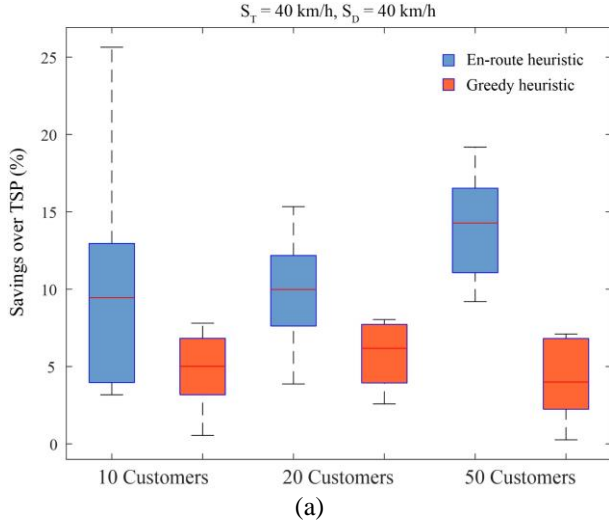 S_T = 40 km/h, S_D = 40 km/h
En-route heuristic
Greedy heuristic
Savings over TSP (%)
25
20
15
10
5
0
10 Customers 20 Customers 50 Customers
(a)